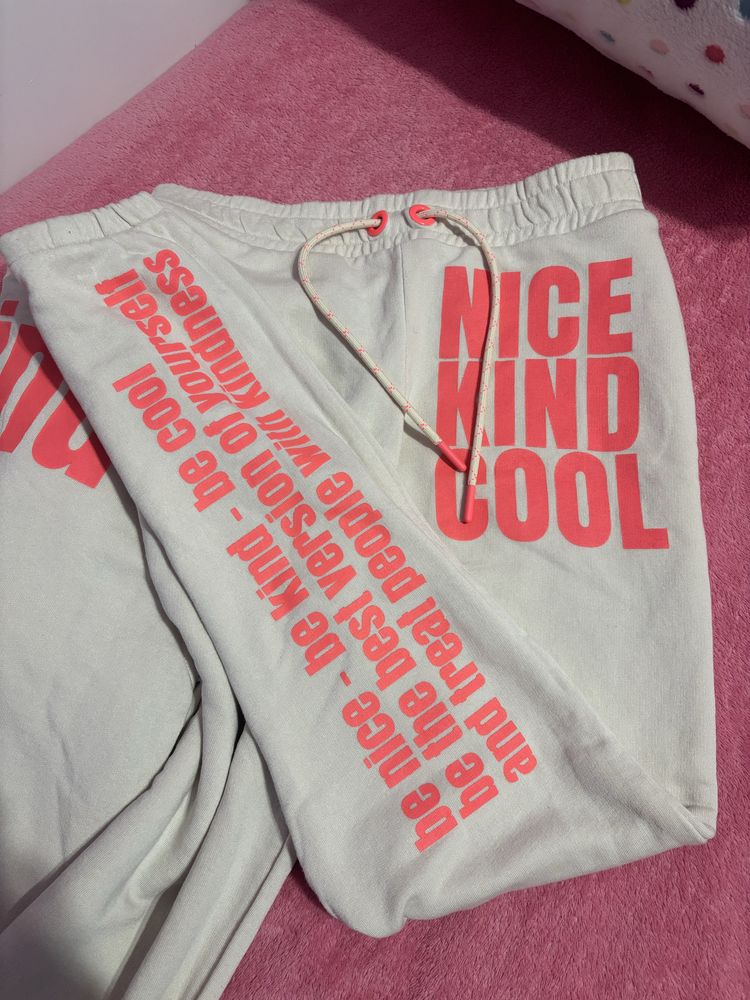 NICE
KIND
COOL
be nice - be kind - be cool
be the best version of yourself
and treat people with kindness